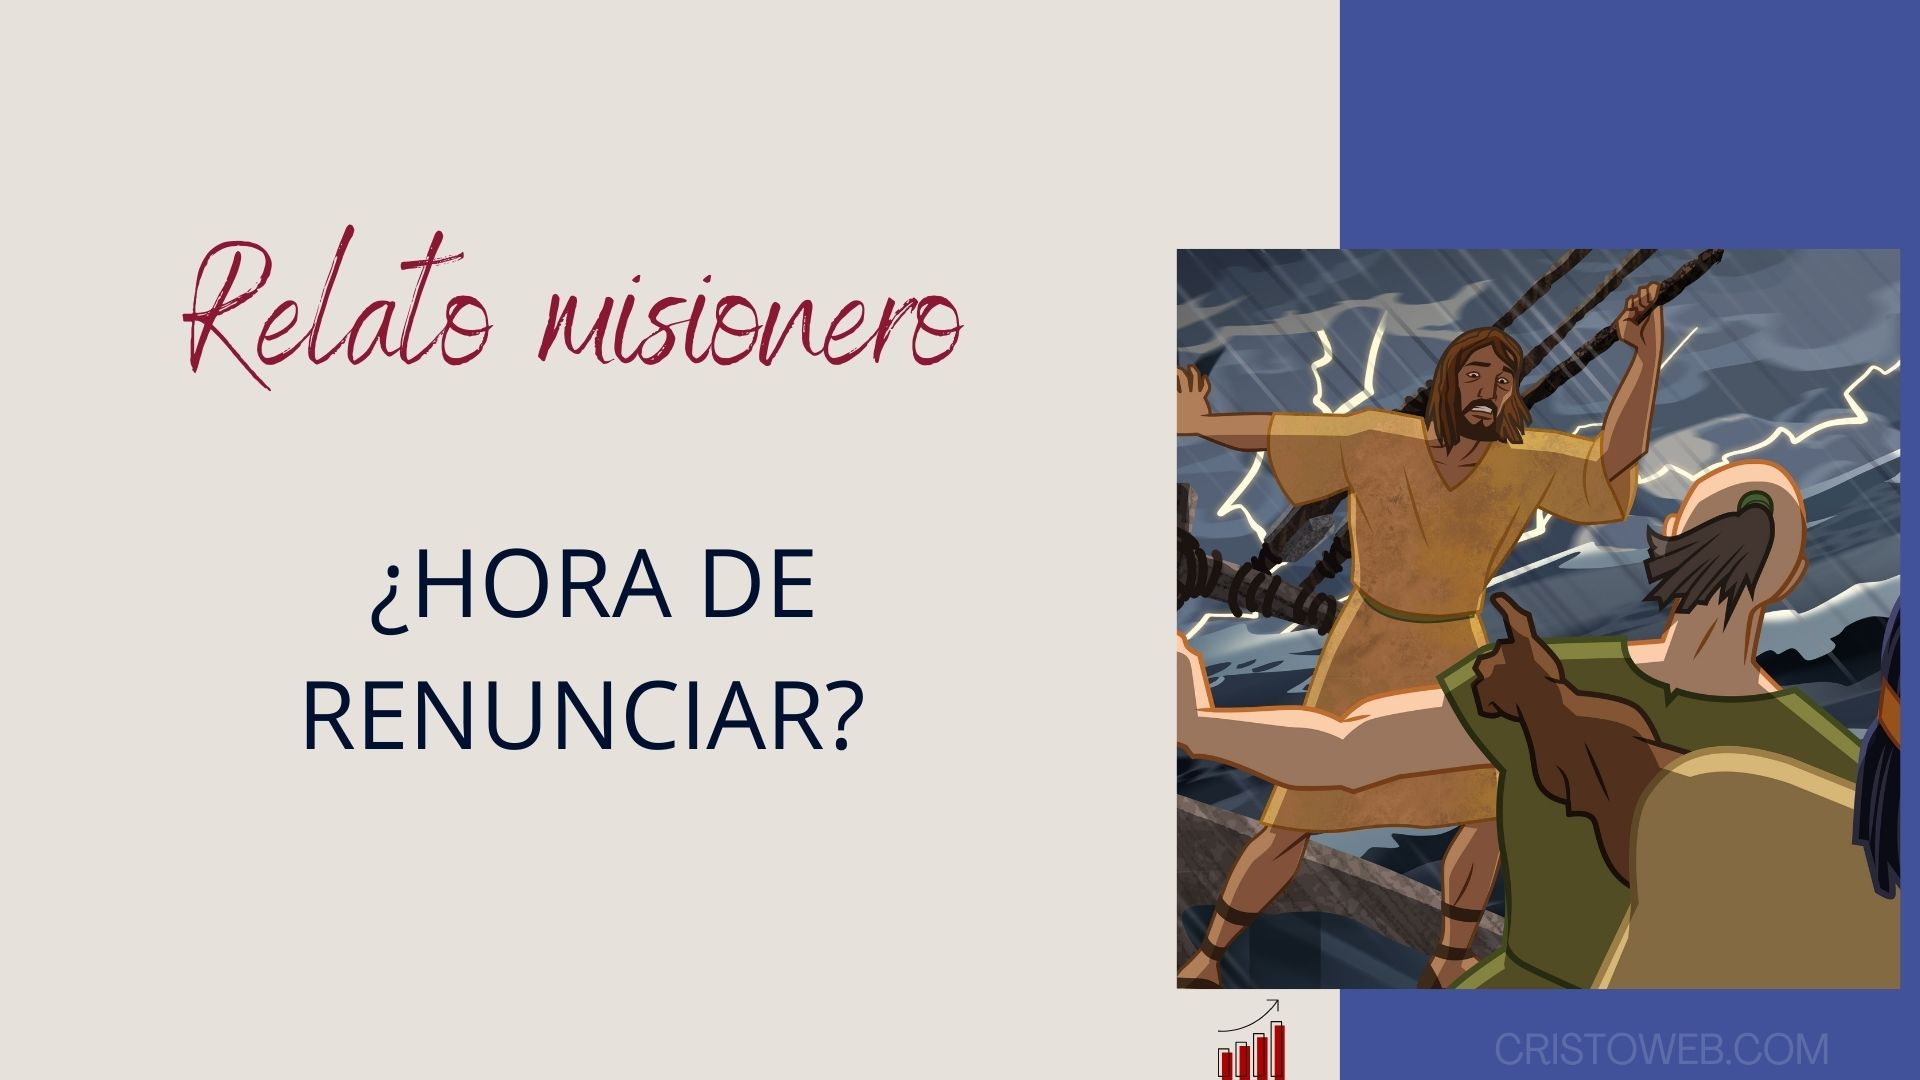 Relato misionero
¿HORA DE
RENUNCIAR?
CRISTOWEB.COM